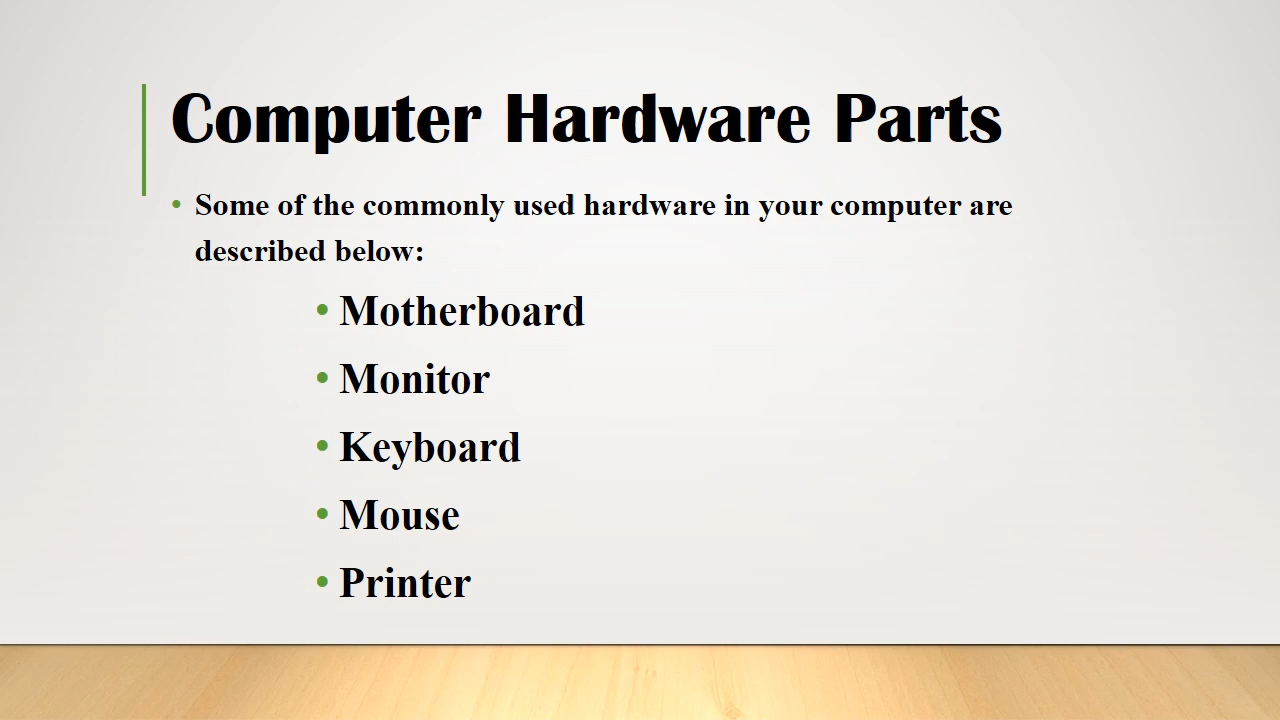 Computer Hardware Parts
• Some of the commonly used hardware in your computer are
described below:
• Motherboard
• Monitor
• Keyboard
• Mouse
• Printer